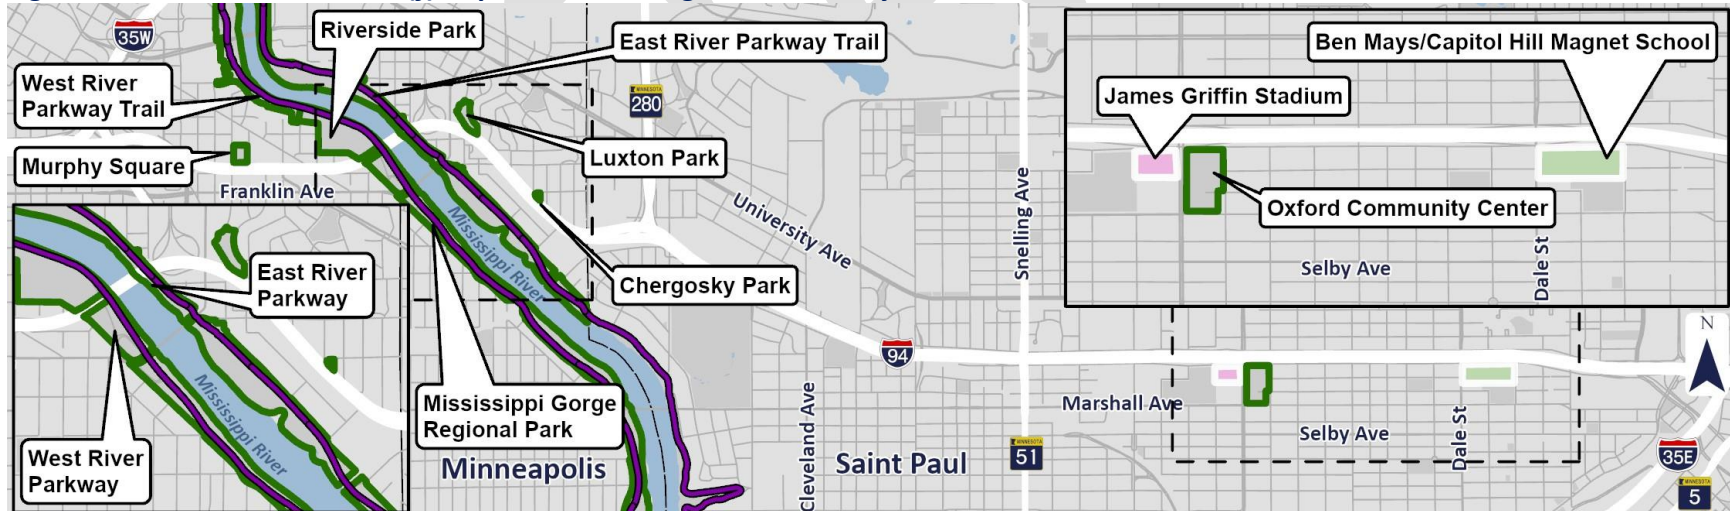 35W
Riverside Park
East River Parkway Trail
West River
Parkway Trail
MINNESOTA
280
Luxton Park
Murphy Square
Franklin Ave
Mississippi River
University Ave
Snelling Ave
Chergosky Park
East River
Parkway
Mississippi River
West River
Parkway
Mississippi Gorge
Regional Park
Minneapolis
94
Cleveland Ave
Saint Paul
MINNESOTA
51
Ben Mays/Capitol Hill Magnet School
James Griffin Stadium
Oxford Community Center
Selby Ave
Dale St
N
Marshall Ave
Selby Ave
Dale St
35E
MINNESOTA
5